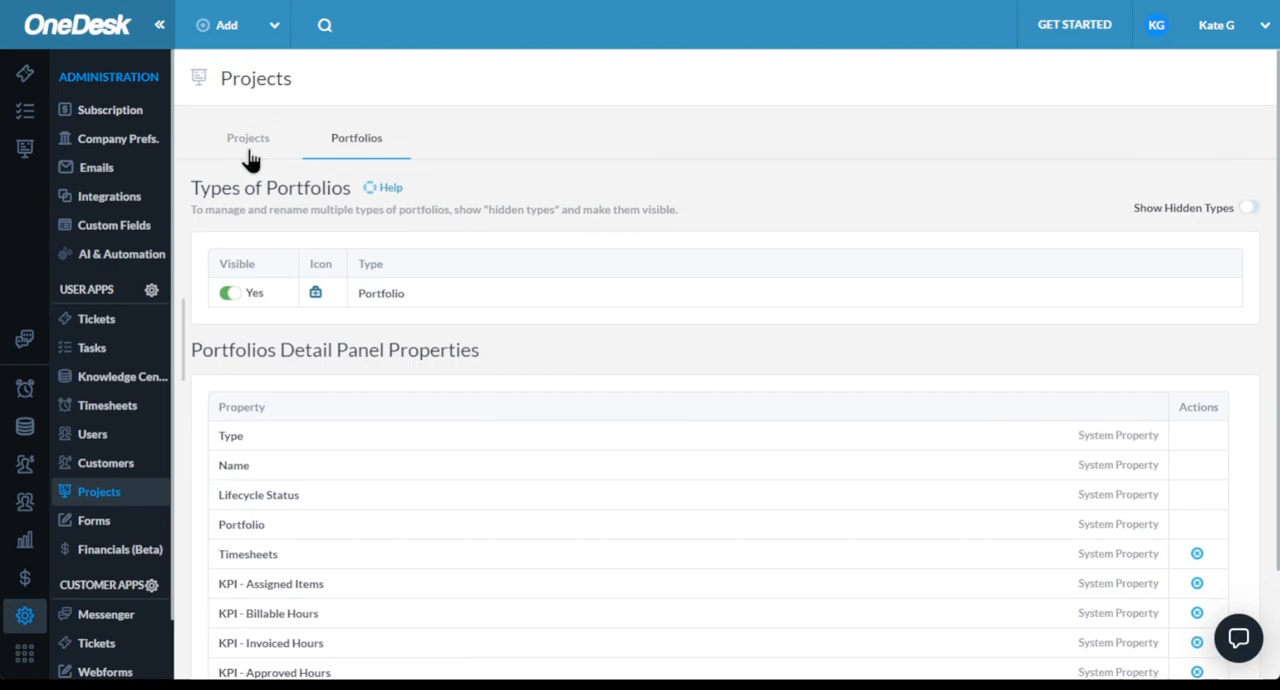 OneDesk
Add
GET STARTED
KG
Kate G
ADMINISTRATION
Subscription
Company Prefs.
Emails
Integrations
Custom Fields
AI & Automation
USER APPS
Tickets
Tasks
Knowledge Cen...
Timesheets
Users
Customers
Projects
Forms
Financials (Beta)
CUSTOMER APPS
Messenger
Tickets
Webforms
Projects
Projects
Portfolios
Types of Portfolios
Help
To manage and rename multiple types of portfolios, show "hidden types" and make them visible.
Show Hidden Types
Visible
Icon
Type
Yes
Portfolio
Portfolios Detail Panel Properties
Property
Actions
Type
System Property
Name
System Property
Lifecycle Status
System Property
Portfolio
System Property
Timesheets
System Property
KPI - Assigned Items
System Property
KPI - Billable Hours
System Property
KPI - Invoiced Hours
System Property
KPI - Approved Hours
System Property